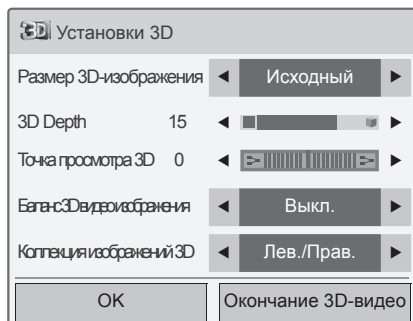 3D Установки 3D
Размер 3D-изображения Исходный
3D Depth 15
Точка просмотра 3D 0
Баланс 3D видеоизображения Выкл.
Коллекция изображений 3D Лев./Прав.
OK Окончание 3D-видео